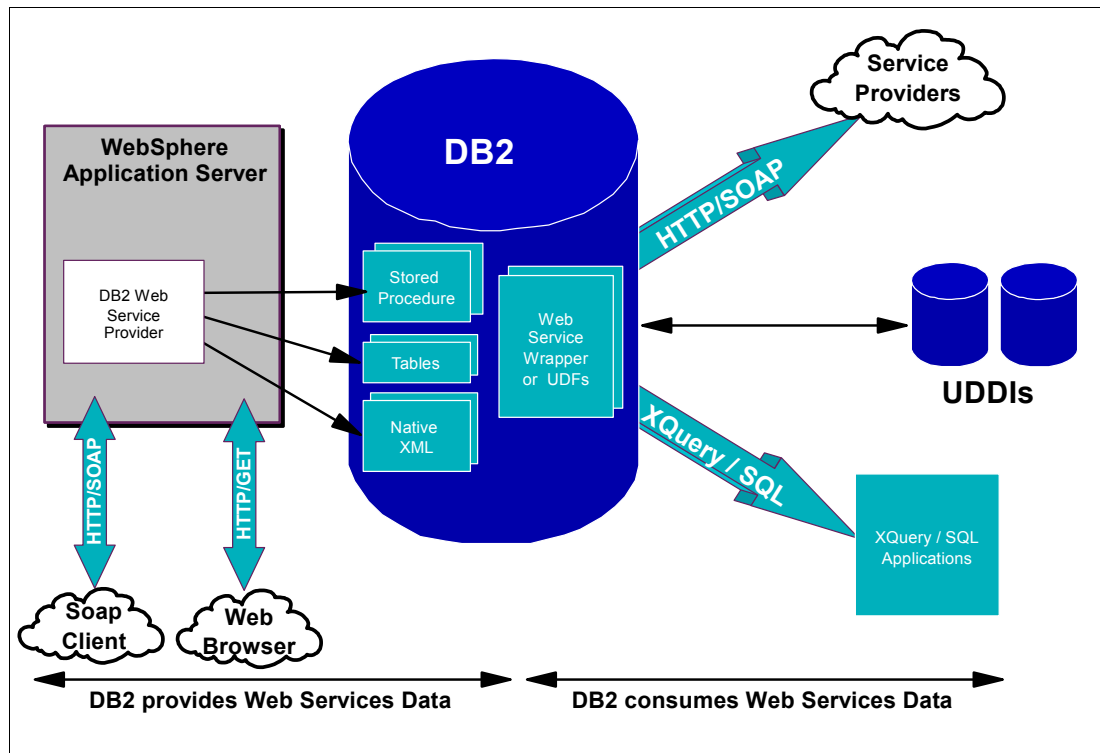 WebSphere
Application Server
DB2 Web
Service
Provider
HTTP/SOAP
HTTP/GET
Soap
Client
Web
Browser
DB2
Stored
Procedure
Tables
Native
XML
Web
Service
Wrapper
or UDFs
HTTP/SOAP
Service
Providers
UDDIs
XQuery / SQL
XQuery / SQL
Applications
DB2 provides Web Services Data
DB2 consumes Web Services Data